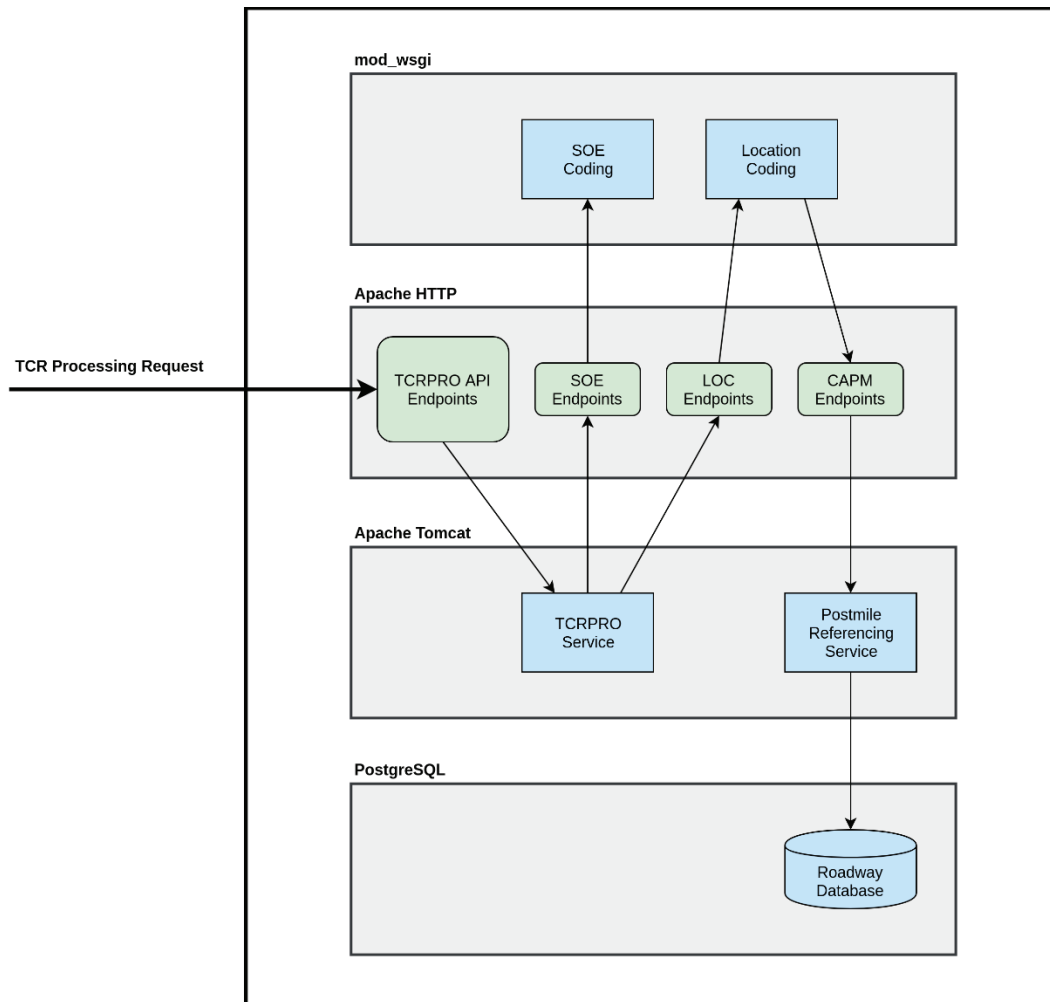 mod_wsgi
SOE
Coding
Location
Coding
Apache HTTP
TCR Processing Request
TCRPRO API
Endpoints
SOE
Endpoints
LOC
Endpoints
CAPM
Endpoints
Apache Tomcat
TCRPRO
Service
Postmile
Referencing
Service
PostgreSQL
Roadway
Database